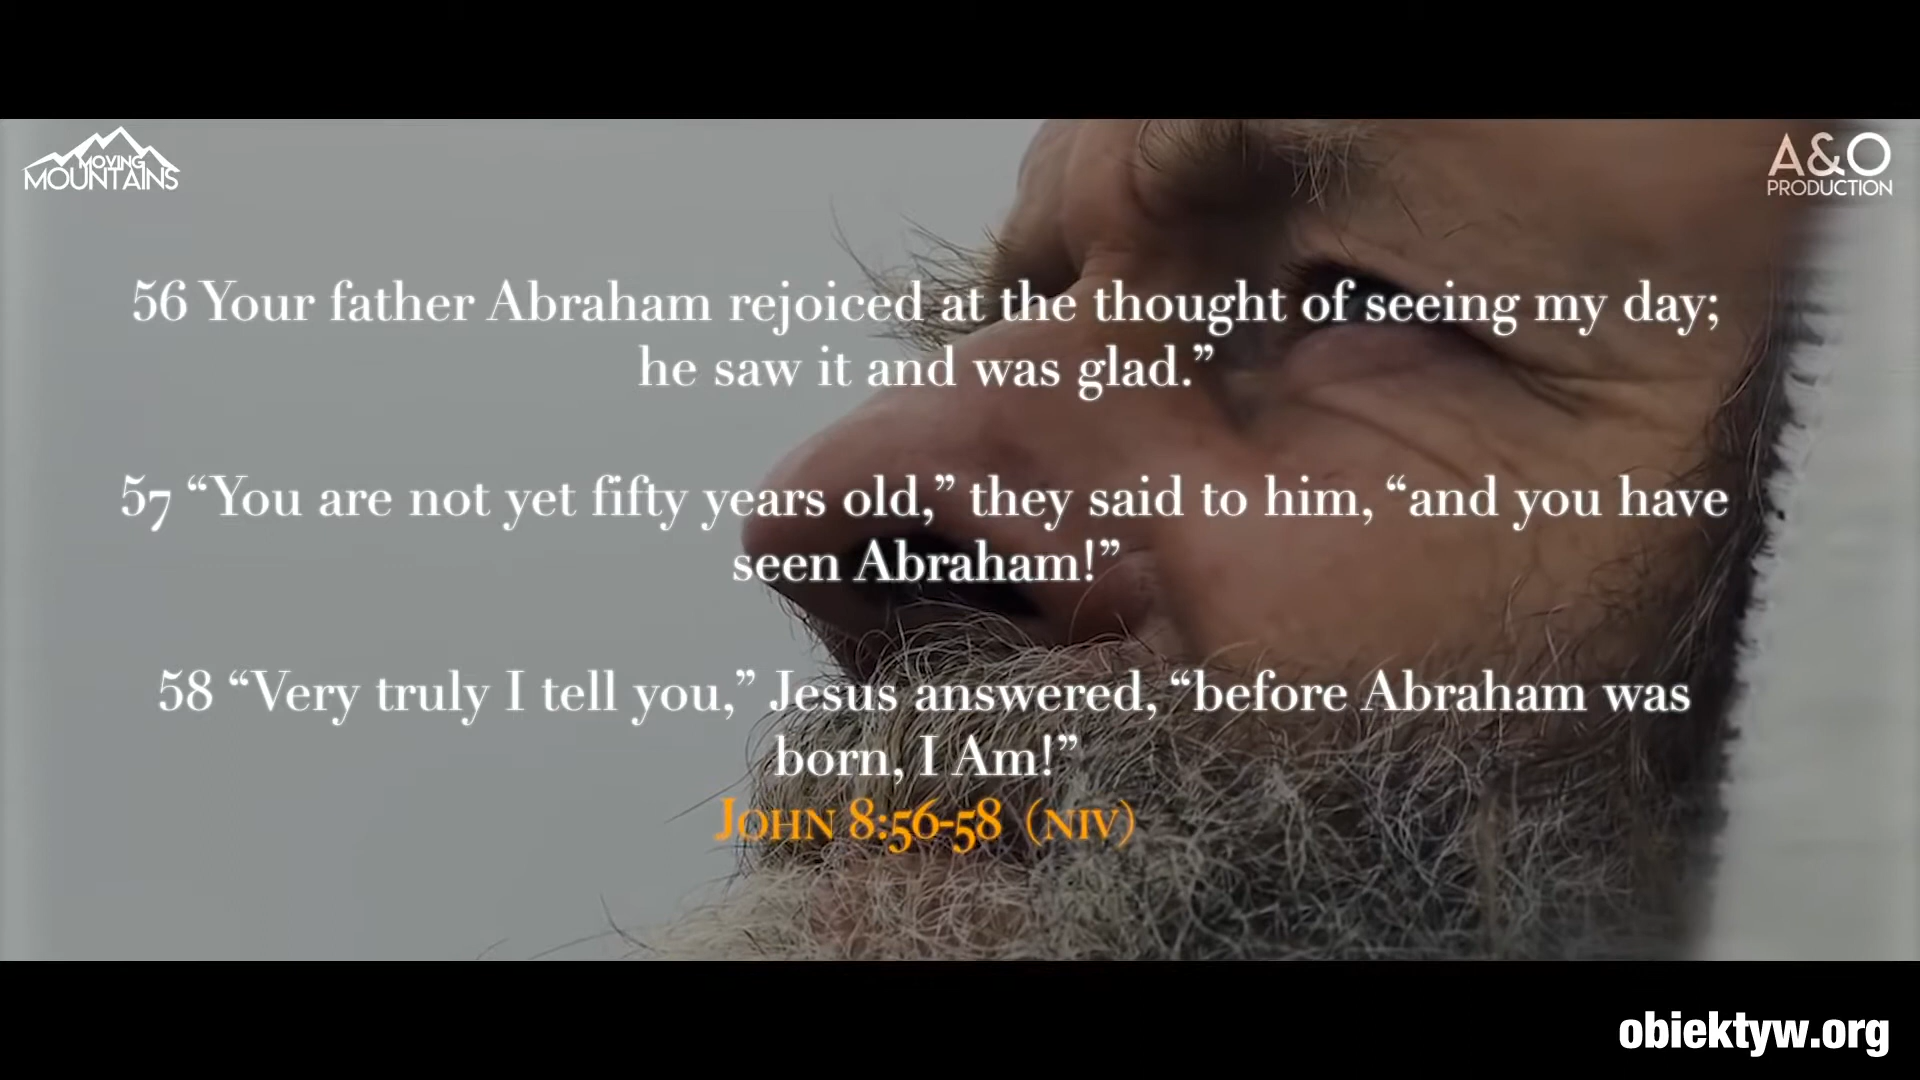 MOVING
MOUNTAINS
A&O
PRODUCTION
56 Your father Abraham rejoiced at the thought of seeing my day;
he saw it and was glad.”
57 “You are not yet fifty years old,” they said to him, “and you have
seen Abraham!”
58 “Very truly I tell you,” Jesus answered, “before Abraham was
born, I Am!”
JOHN 8:56-58 (NIV)
obiektyw.org